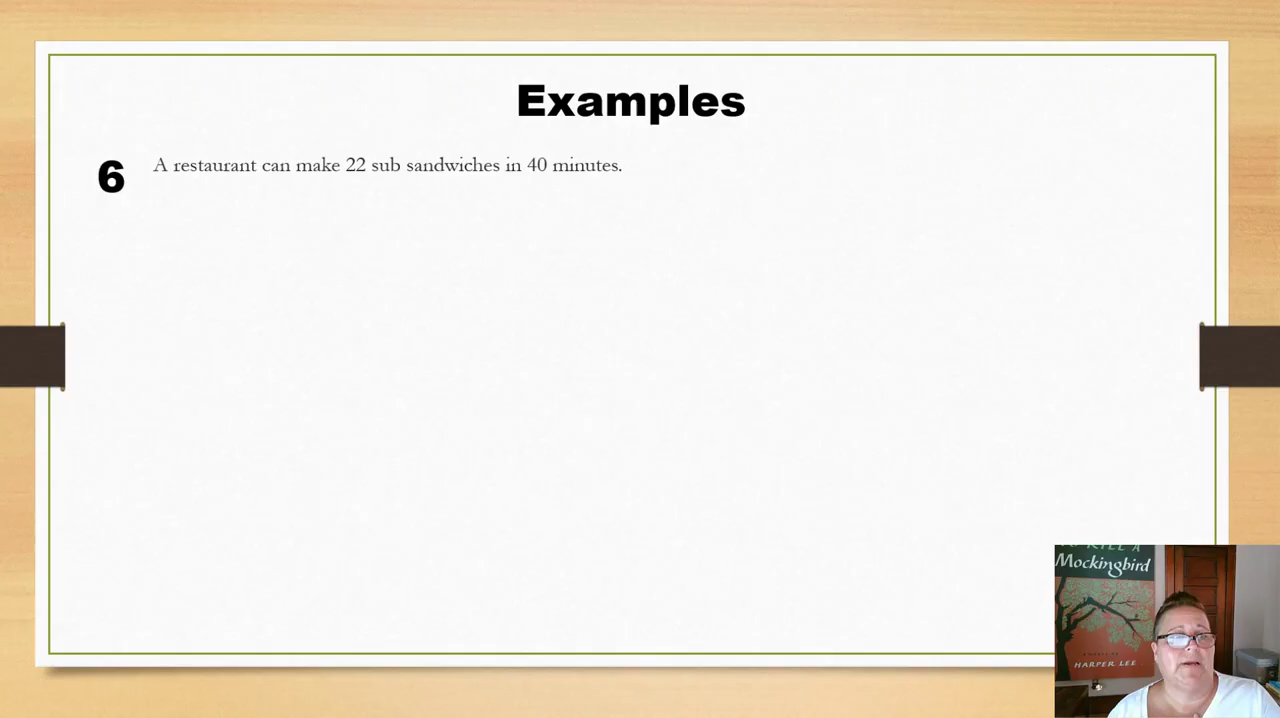 Examples
6 A restaurant can make 22 sub sandwiches in 40 minutes.
Mockingbird
HARPER LEE